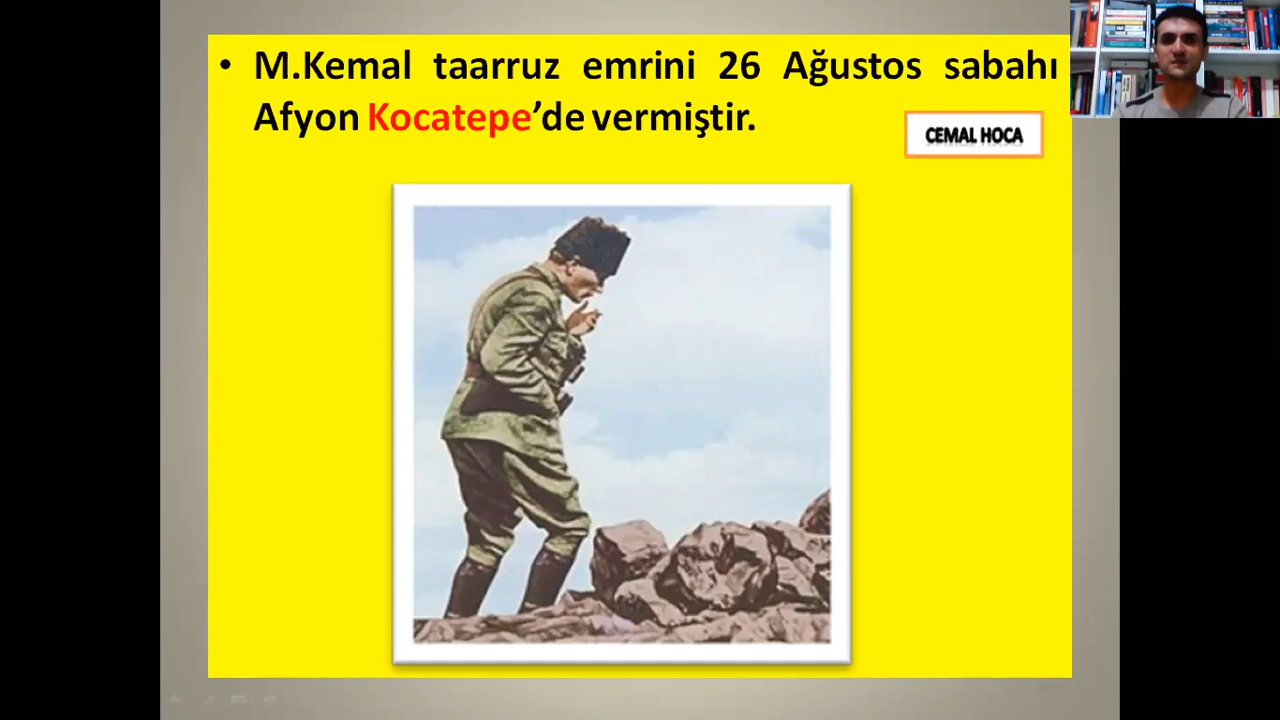 • M.Kemal taarruz emrini 26 Ağustos sabahı
Afyon Kocatepe’de vermiştir.
CEMAL HOCA